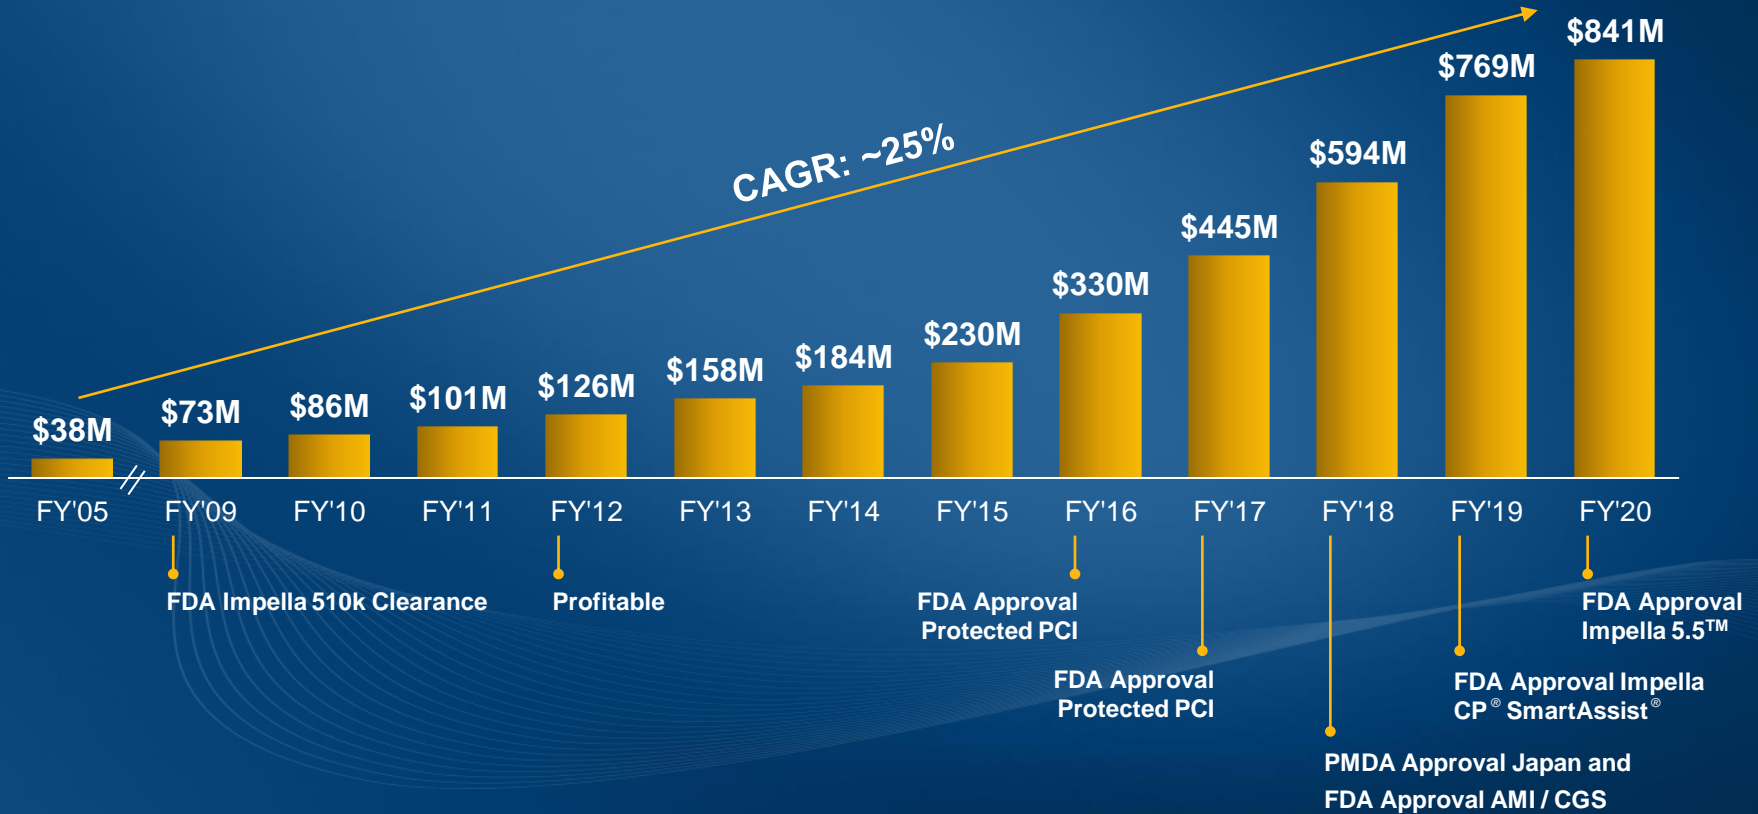 CAGR: ~25%
$38M
$73M
$86M
$101M
$126M
$158M
$184M
$230M
$330M
$445M
$594M
$769M
$841M
FY'05
FY'09
FY'10
FY'11
FY'12
FY'13
FY'14
FY'15
FY'16
FY'17
FY'18
FY'19
FY'20
FDA Impella 510k Clearance
Profitable
FDA Approval
Protected PCI
FDA Approval
Protected PCI
PMDA Approval Japan and
FDA Approval AMI / CGS
FDA Approval Impella
CP® SmartAssist®
FDA Approval
Impella 5.5™